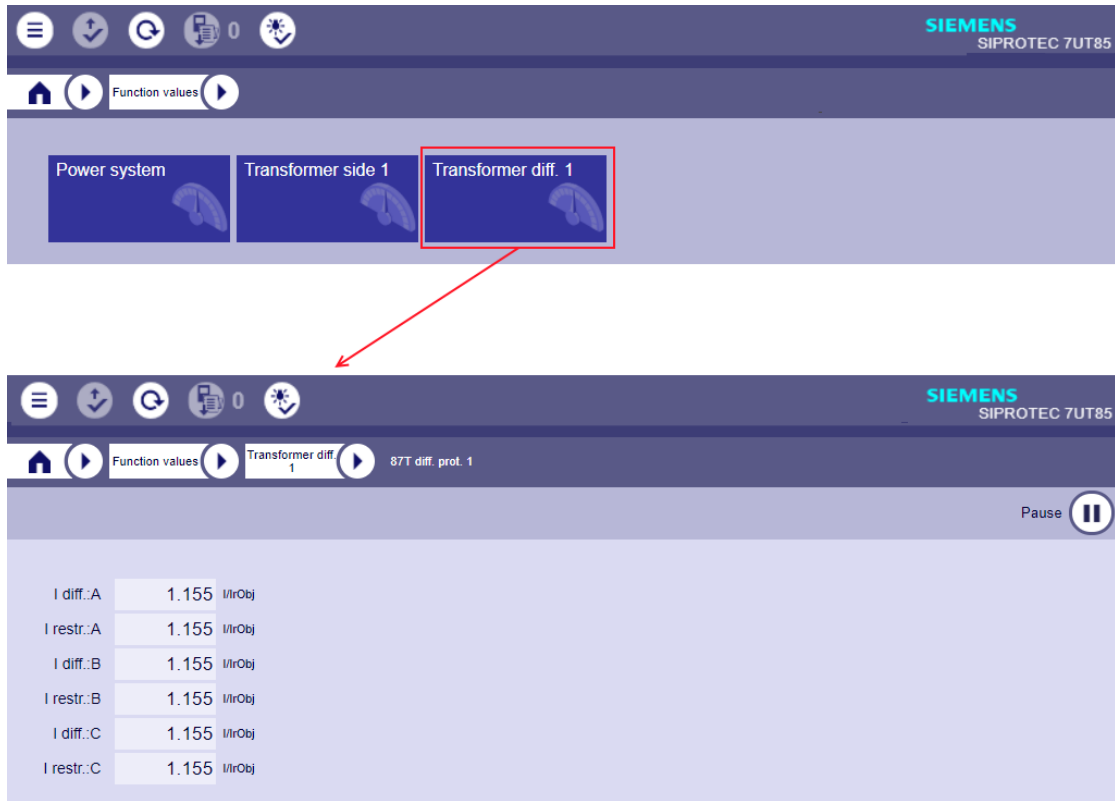 0
SIEMENS
SIPROTEC 7UT85
Function values
Power system
Transformer side 1
Transformer diff. 1
0
SIEMENS
SIPROTEC 7UT85
Function values
Transformer diff.
1
87T diff. prot. 1
Pause
I diff.:A 1.155 I/IrObj
I restr.:A 1.155 I/IrObj
I diff.:B 1.155 I/IrObj
I restr.:B 1.155 I/IrObj
I diff.:C 1.155 I/IrObj
I restr.:C 1.155 I/IrObj